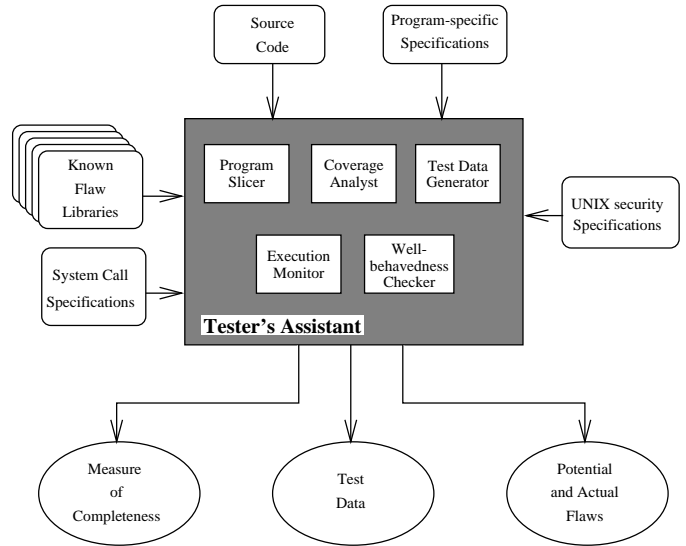 Source
Code
Program-specific
Specifications
Known
Flaw
Libraries
Program
Slicer
Coverage
Analyst
Test Data
Generator
UNIX security
Specifications
System Call
Specifications
Execution
Monitor
Well-
behavedness
Checker
Tester's Assistant
Measure
of
Completeness
Test
Data
Potential
and Actual
Flaws